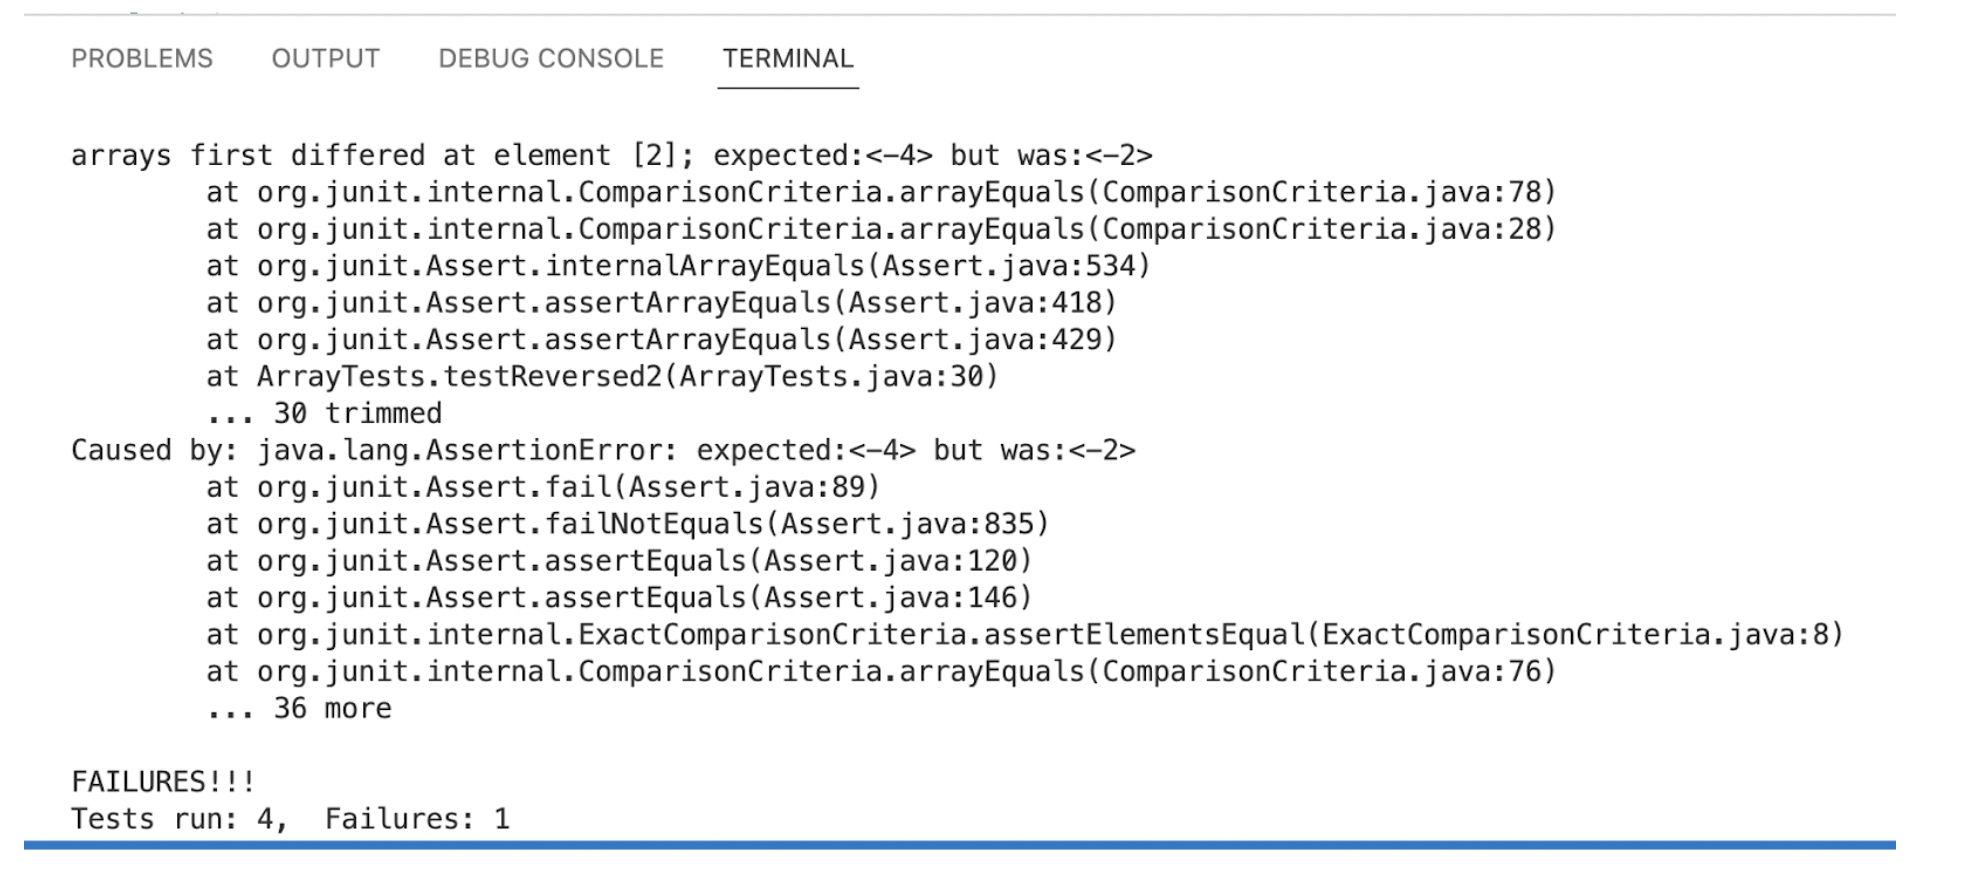 PROBLEMS OUTPUT DEBUG CONSOLE TERMINAL
arrays first differed at element [2]; expected:<-4> but was:<-2>
at org.junit.internal.ComparisonCriteria.arrayEquals(ComparisonCriteria.java:78)
at org.junit.internal.ComparisonCriteria.arrayEquals(ComparisonCriteria.java:28)
at org.junit.Assert.internalArrayEquals(Assert.java:534)
at org.junit.Assert.assertArrayEquals(Assert.java:418)
at org.junit.Assert.assertArrayEquals(Assert.java:429)
at ArrayTests.testReversed2(ArrayTests.java:30)
... 30 trimmed
Caused by: java.lang.AssertionError: expected:<-4> but was:<-2>
at org.junit.Assert.fail(Assert.java:89)
at org.junit.Assert.failNotEquals(Assert.java:835)
at org.junit.Assert.assertEquals(Assert.java:120)
at org.junit.Assert.assertEquals(Assert.java:146)
at org.junit.internal.ExactComparisonCriteria.assertElementsEqual(ExactComparisonCriteria.java:8)
at org.junit.internal.ComparisonCriteria.arrayEquals(ComparisonCriteria.java:76)
... 36 more
FAILURES!!!
Tests run: 4,  Failures: 1